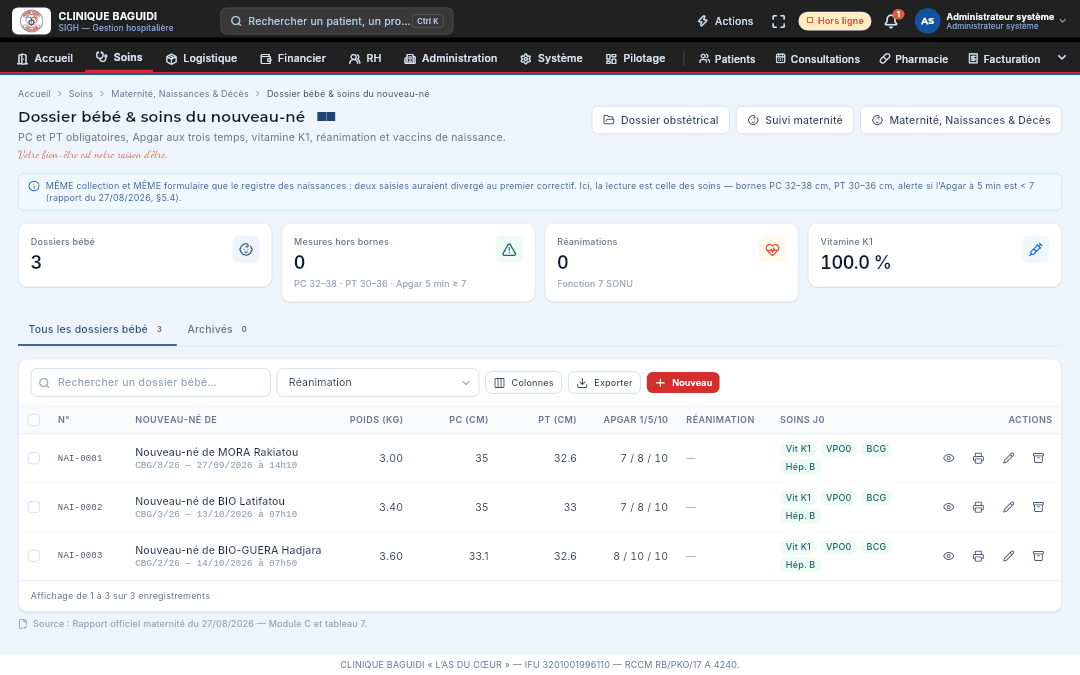 CLINIQUE BAGUIDI
SIGH — Gestion hospitalière
Rechercher un patient, un pro... Ctrl K
Actions
Hors ligne
1
AS
Administrateur système
Administrateur système
Accueil
Soins
Logistique
Financier
RH
Administration
Système
Pilotage
Patients
Consultations
Pharmacie
Facturation
Accueil > Soins > Maternité, Naissances & Décès > Dossier bébé & soins du nouveau-né
Dossier bébé & soins du nouveau-né
PC et PT obligatoires, Apgar aux trois temps, vitamine K1, réanimation et vaccins de naissance.
Votre bien-être est notre raison d'être.
Dossier obstétrical
Suivi maternité
Maternité, Naissances & Décès
MÊME collection et MÊME formulaire que le registre des naissances : deux saisies auraient divergé au premier correctif. Ici, la lecture est celle des soins — bornes PC 32–38 cm, PT 30–36 cm, alerte si l'Apgar à 5 min est < 7
(rapport du 27/08/2026, §5.4).
Dossiers bébé
3
Mesures hors bornes
0
PC 32–38 · PT 30–36 · Apgar 5 min ≥ 7
Réanimations
0
Fonction 7 SONU
Vitamine K1
100.0 %
Tous les dossiers bébé 3
Archivés 0
Rechercher un dossier bébé...
Réanimation
Colonnes
Exporter
Nouveau
N° NOUVEAU-NÉ DE POIDS (KG) PC (CM) PT (CM) APGAR 1/5/10 RÉANIMATION SOINS J0 ACTIONS
NAI-0001 Nouveau-né de MORA Rakiatou 3.00 35 32.6 7 / 8 / 10 — Vit K1 VPO0 BCG
CBG/8/26 — 27/09/2026 à 14h10 Hép. B
NAI-0002 Nouveau-né de BIO Latifatou 3.40 35 33 7 / 8 / 10 — Vit K1 VPO0 BCG
CBG/3/26 — 13/10/2026 à 07h10 Hép. B
NAI-0003 Nouveau-né de BIO-GUERA Hadjara 3.60 33.1 32.6 8 / 10 / 10 — Vit K1 VPO0 BCG
CBG/2/26 — 14/10/2026 à 07h50 Hép. B
Affichage de 1 à 3 sur 3 enregistrements
Source : Rapport officiel maternité du 27/08/2026 — Module C et tableau 7.
CLINIQUE BAGUIDI « L'AS DU CŒUR » — IFU 3201001996110 — RCCM RB/PKO/17 A 4240.